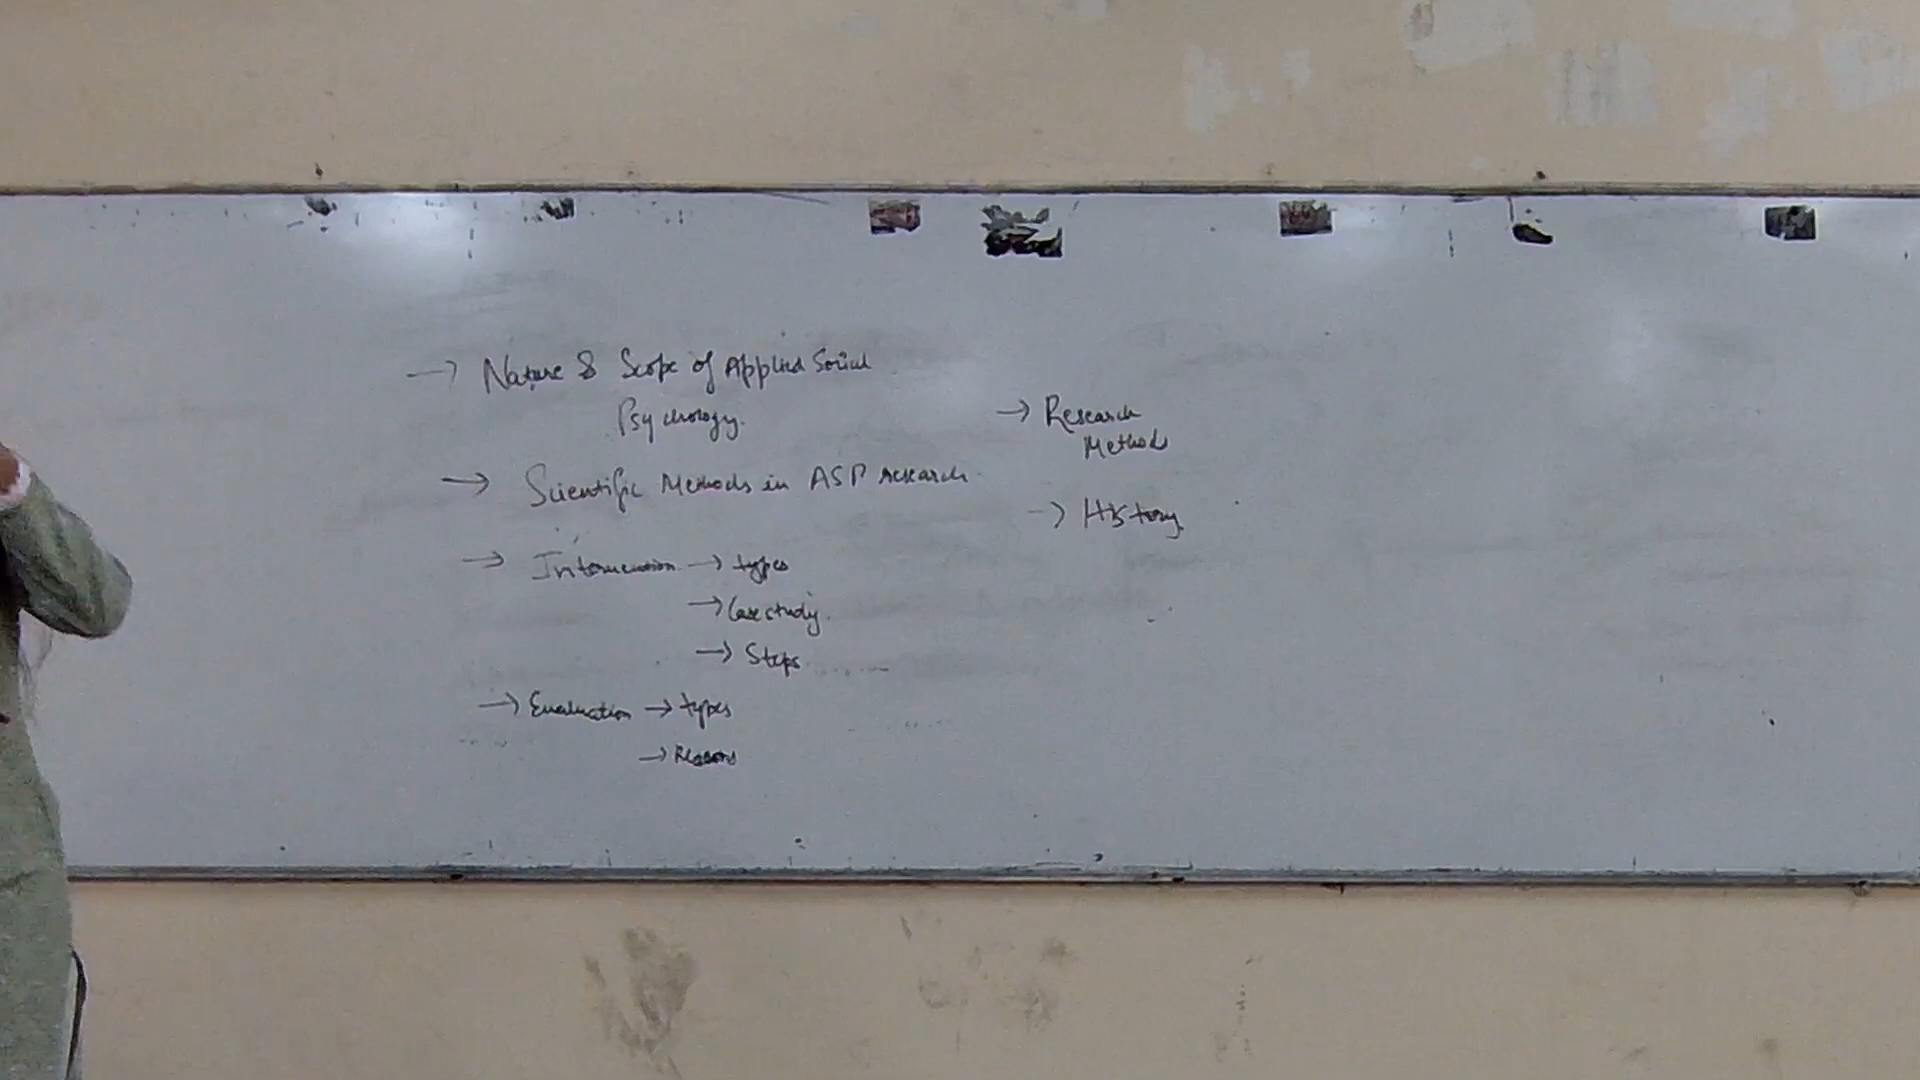 → Nature & Scope of Applied Social
Psychology.
→ Scientific Methods in ASP research
→ Intervention → types
→ Case study
→ Steps
→ Evaluation → types
→ Reasons
→ Research
Methods
→ History